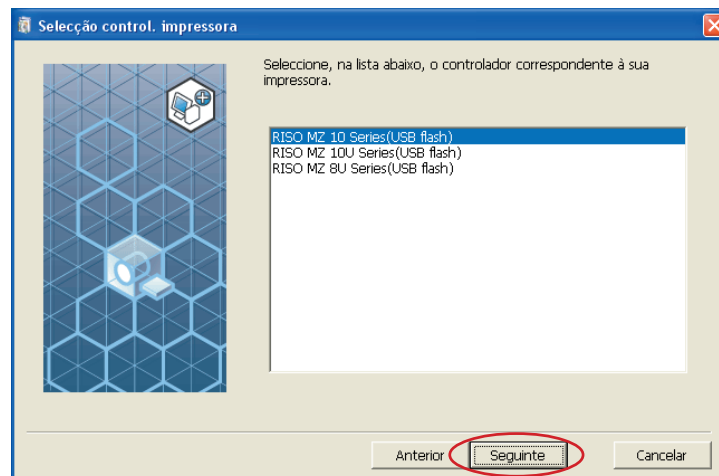 Selecção control. impressora
Seleccione, na lista abaixo, o controlador correspondente à sua
impressora.
RISO MZ 10 Series(USB flash)
RISO MZ 10U Series(USB flash)
RISO MZ 8U Series(USB flash)
Anterior Seguinte Cancelar